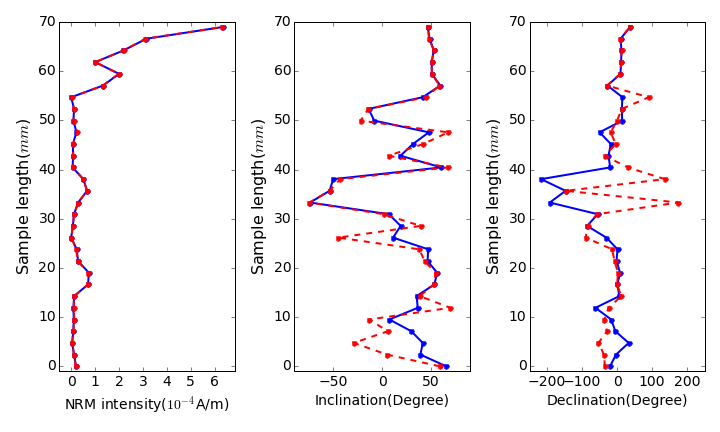 70
60
50
40
30
20
10
0
Sample length(mm)
0 1 2 3 4 5 6
NRM intensity(10⁻⁴A/m)
70
60
50
40
30
20
10
0
Sample length(mm)
−50 0 50
Inclination(Degree)
70
60
50
40
30
20
10
0
Sample length(mm)
−200 −100 0 100 200
Declination(Degree)